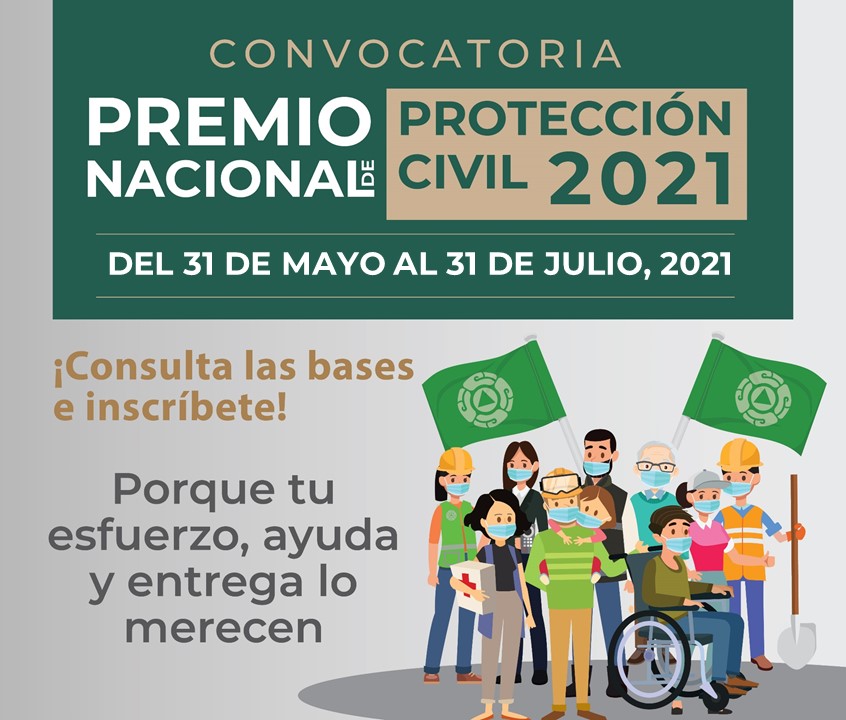 CONVOCATORIA
PREMIO
NACIONAL DE
PROTECCIÓN
CIVIL 2021
DEL 31 DE MAYO AL 31 DE JULIO, 2021
¡Consulta las bases
e inscríbete!
Porque tu
esfuerzo, ayuda
y entrega lo
merecen